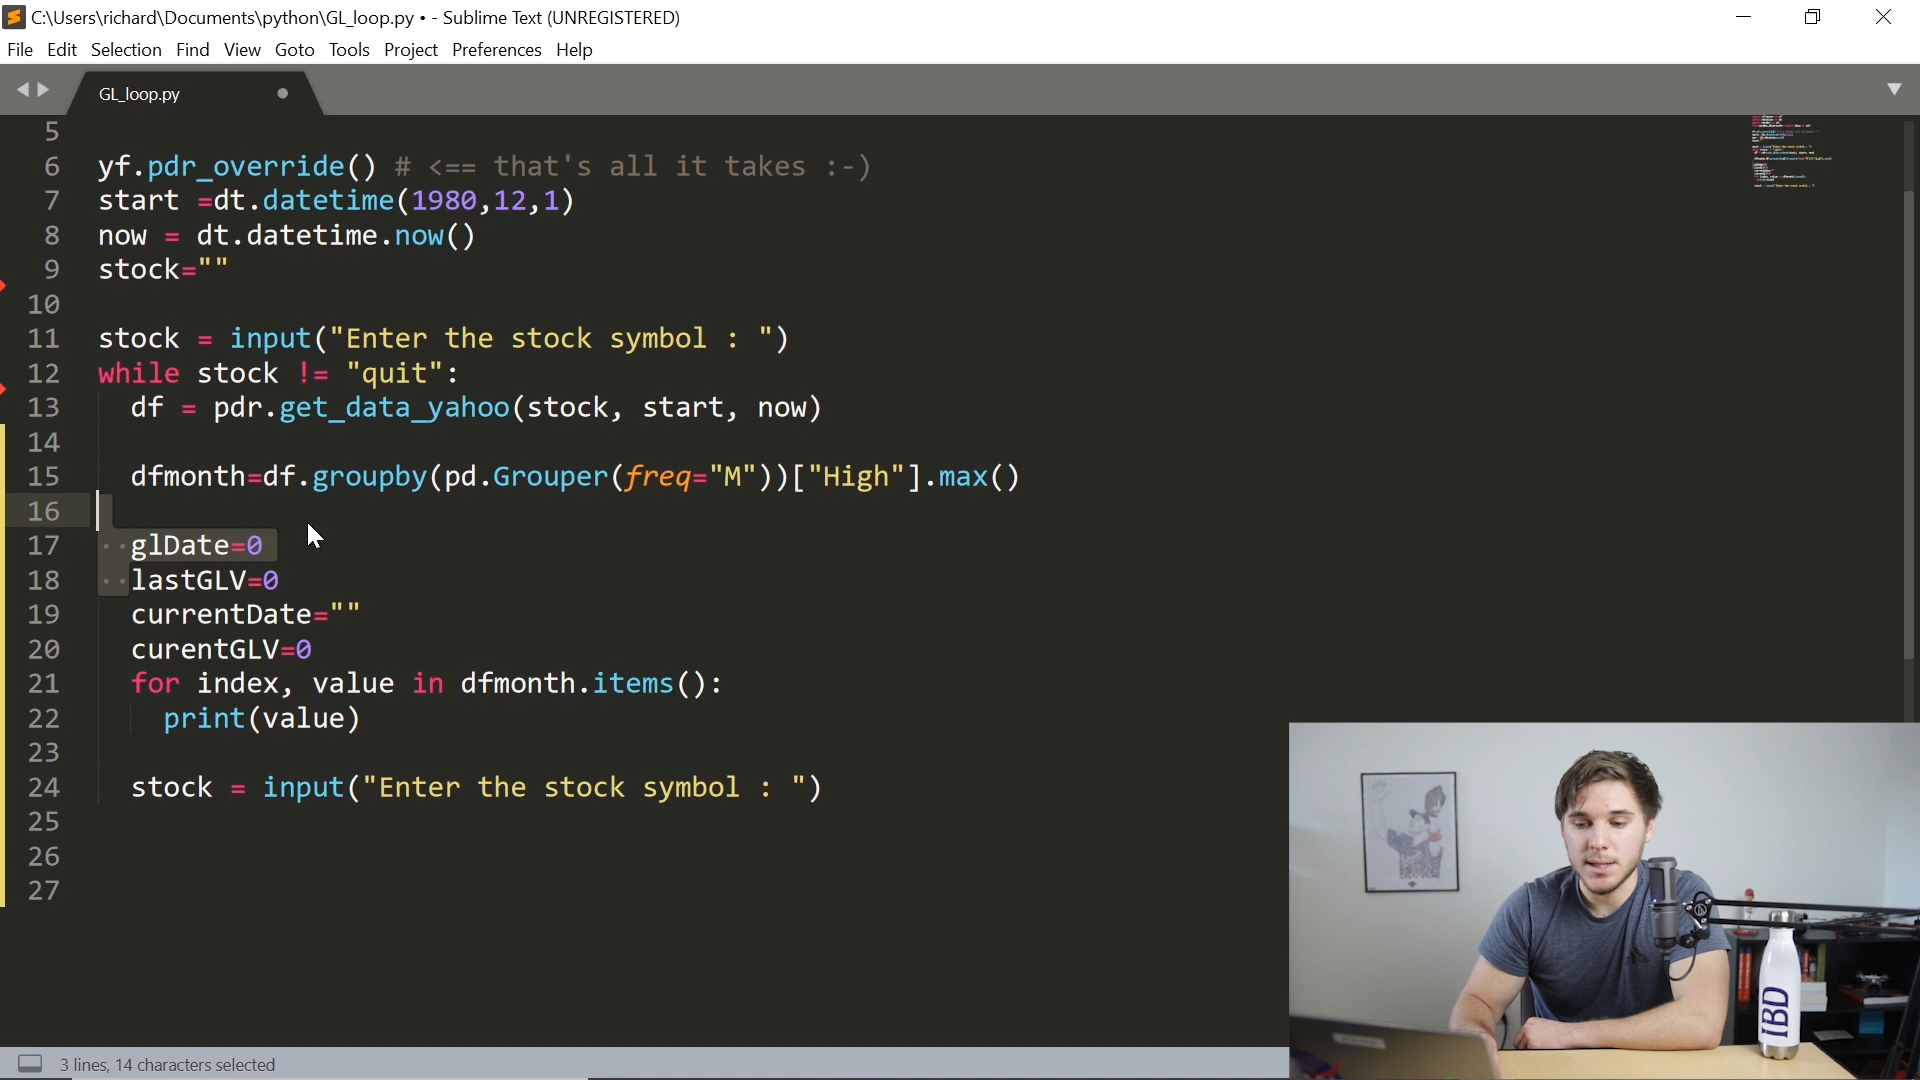 C:\Users\richard\Documents\python\GL_loop.py • - Sublime Text (UNREGISTERED)
File Edit Selection Find View Goto Tools Project Preferences Help
GL_loop.py
5
6 yf.pdr_override() # <== that's all it takes :-)
7 start =dt.datetime(1980,12,1)
8 now = dt.datetime.now()
9 stock=""
10
11 stock = input("Enter the stock symbol : ")
12 while stock != "quit":
13 df = pdr.get_data_yahoo(stock, start, now)
14
15 dfmonth=df.groupby(pd.Grouper(freq="M"))["High"].max()
16
17 glDate=0
18 lastGLV=0
19 currentDate=""
20 curentGLV=0
21 for index, value in dfmonth.items():
22 print(value)
23
24 stock = input("Enter the stock symbol : ")
25
26
27
3 lines, 14 characters selected
IBD